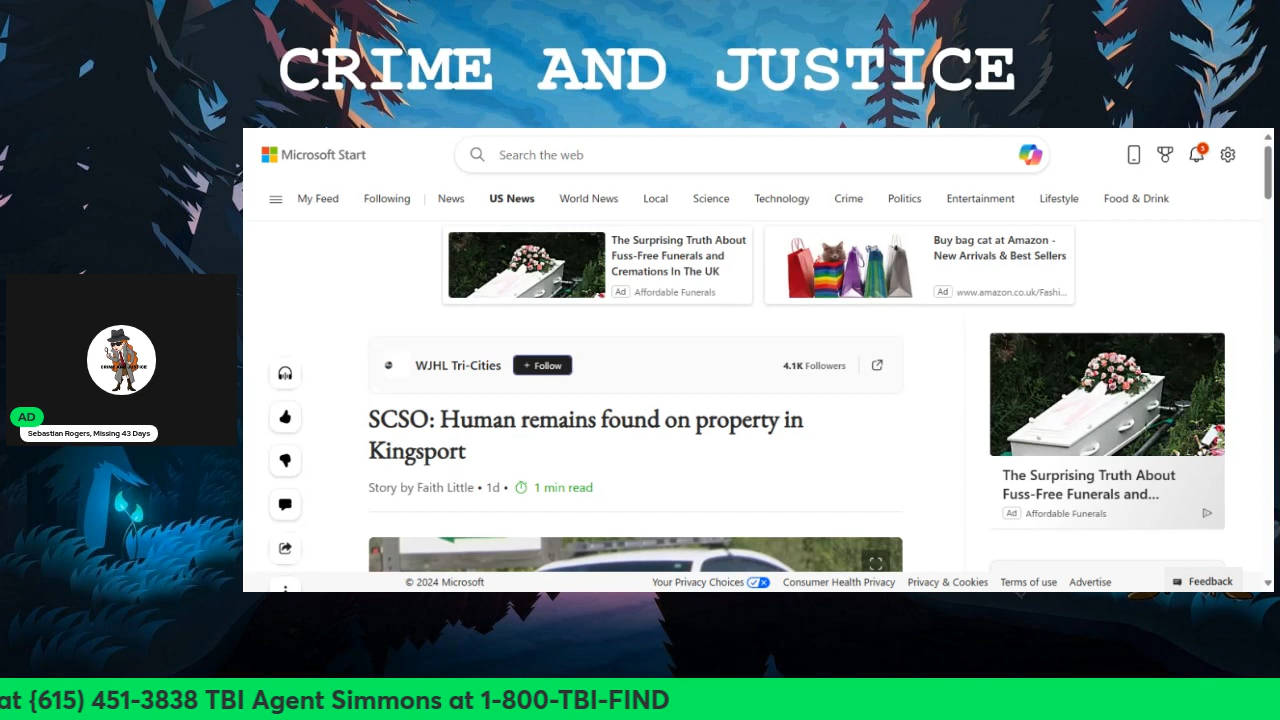 CRIME AND JUSTICE
Microsoft Start
Search the web
3
My Feed
Following
News
US News
World News
Local
Science
Technology
Crime
Politics
Entertainment
Lifestyle
Food & Drink
The Surprising Truth About
Fuss-Free Funerals and
Cremations In The UK
Ad Affordable Funerals
Buy bag cat at Amazon -
New Arrivals & Best Sellers
Ad www.amazon.co.uk/Fashi...
WJHL Tri-Cities
+ Follow
4.1K Followers
SCSO: Human remains found on property in
Kingsport
Story by Faith Little • 1d • 1 min read
The Surprising Truth About
Fuss-Free Funerals and...
Ad Affordable Funerals
CRIME AND JUSTICE
AD
Sebastian Rogers, Missing 43 Days
© 2024 Microsoft
Your Privacy Choices
Consumer Health Privacy
Privacy & Cookies
Terms of use
Advertise
Feedback
at {615) 451-3838 TBI Agent Simmons at 1-800-TBI-FIND